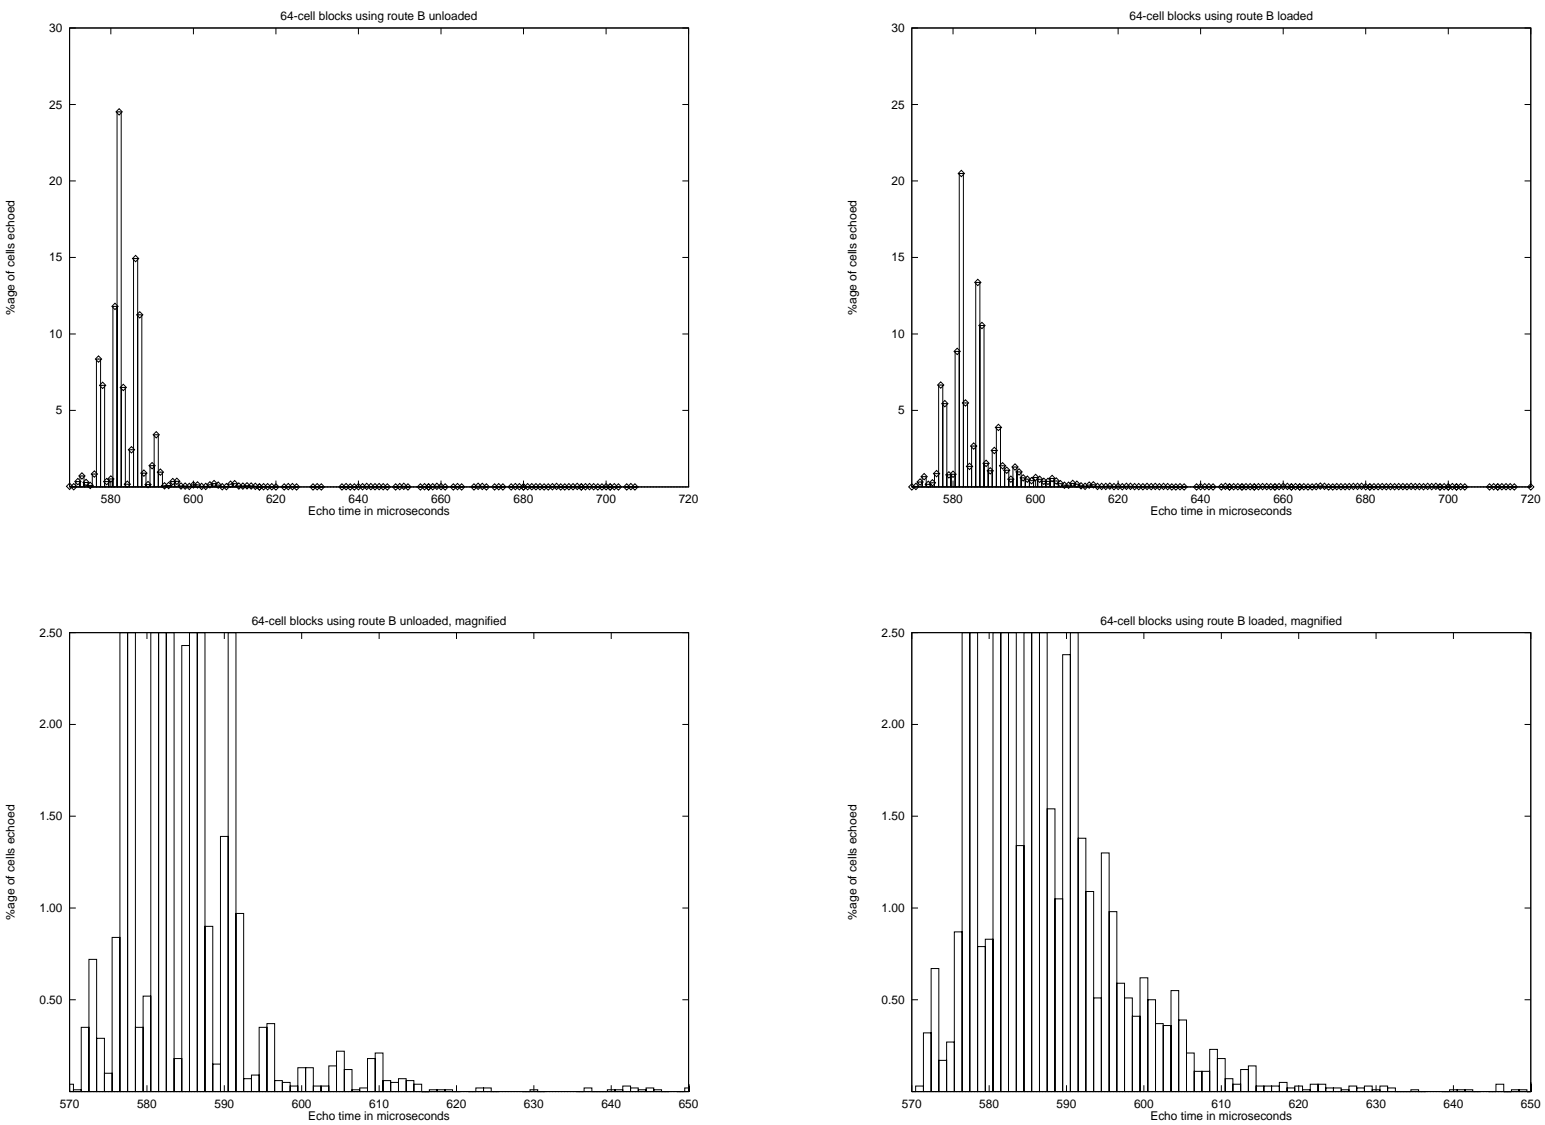 64-cell blocks using route B unloaded
30
25
20
15
10
5
%age of cells echoed
580 600 620 640 660 680 700 720
Echo time in microseconds
64-cell blocks using route B loaded
30
25
20
15
10
5
%age of cells echoed
580 600 620 640 660 680 700 720
Echo time in microseconds
64-cell blocks using route B unloaded, magnified
2.50
2.00
1.50
1.00
0.50
%age of cells echoed
570 580 590 600 610 620 630 640 650
Echo time in microseconds
64-cell blocks using route B loaded, magnified
2.50
2.00
1.50
1.00
0.50
%age of cells echoed
570 580 590 600 610 620 630 640 650
Echo time in microseconds